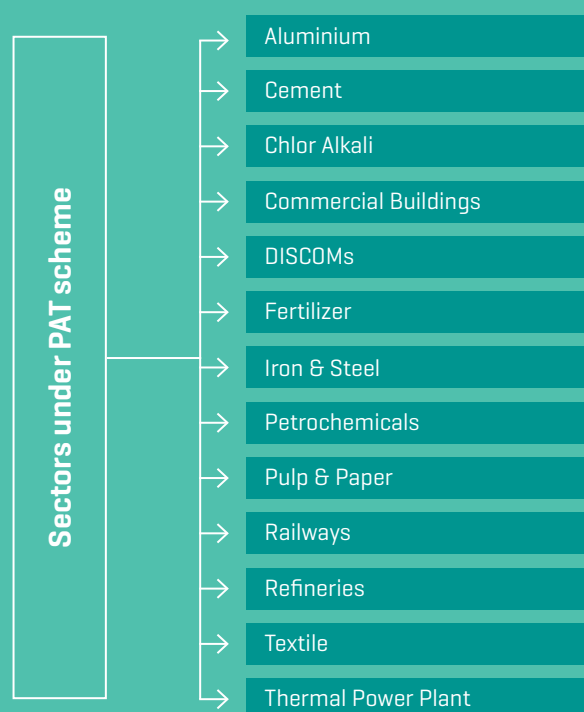 Sectors under PAT scheme
Aluminium
Cement
Chlor Alkali
Commercial Buildings
DISCOMs
Fertilizer
Iron & Steel
Petrochemicals
Pulp & Paper
Railways
Refineries
Textile
Thermal Power Plant